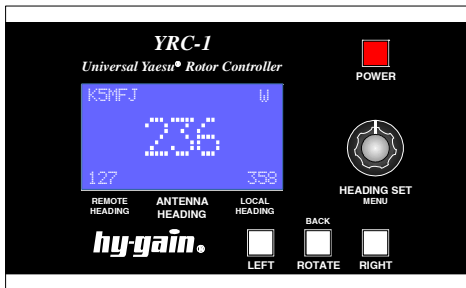 YRC-1
Universal Yaesu® Rotor Controller
POWER
K5MFJ W
236
127 358
REMOTE HEADING
ANTENNA HEADING
LOCAL HEADING
HEADING SET
MENU
hy-gain®
BACK
LEFT ROTATE RIGHT